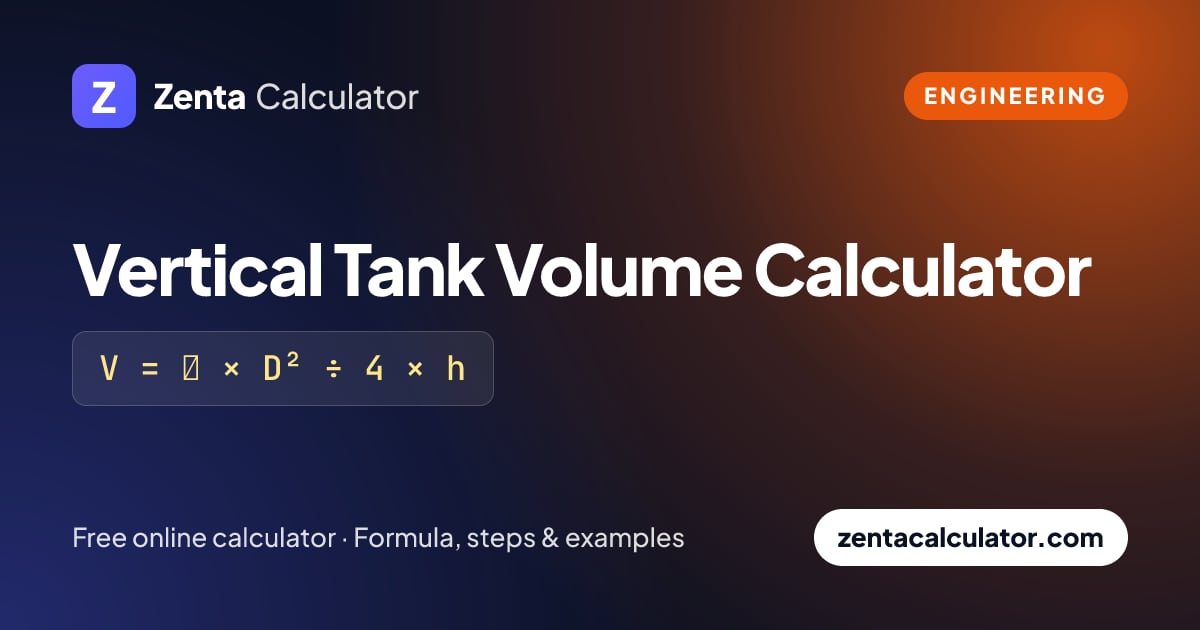 Z Zenta Calculator
ENGINEERING
Vertical Tank Volume Calculator
V = × D² ÷ 4 × h
Free online calculator · Formula, steps & examples
zentacalculator.com